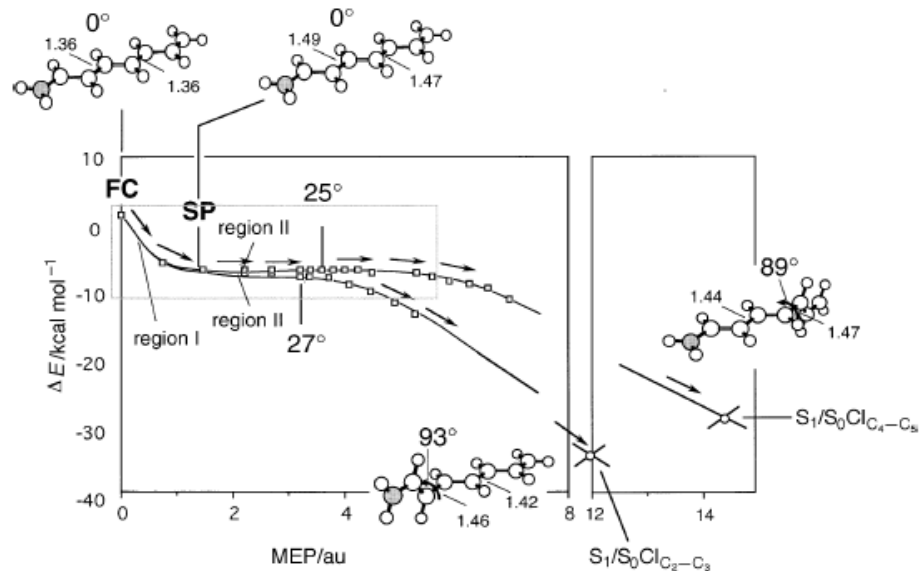 0°
0°
1.36
1.49
1.36
1.47
10
FC
SP
25°
0
region II
region I
region II
-10
27°
89°
1.44
1.47
-20
ΔE/kcal mol⁻¹
S₁/S₀CI_C₄–C₅
-30
93°
1.46
1.42
-40
0
2
4
8
12
14
MEP/au
S₁/S₀CI_C₂–C₃